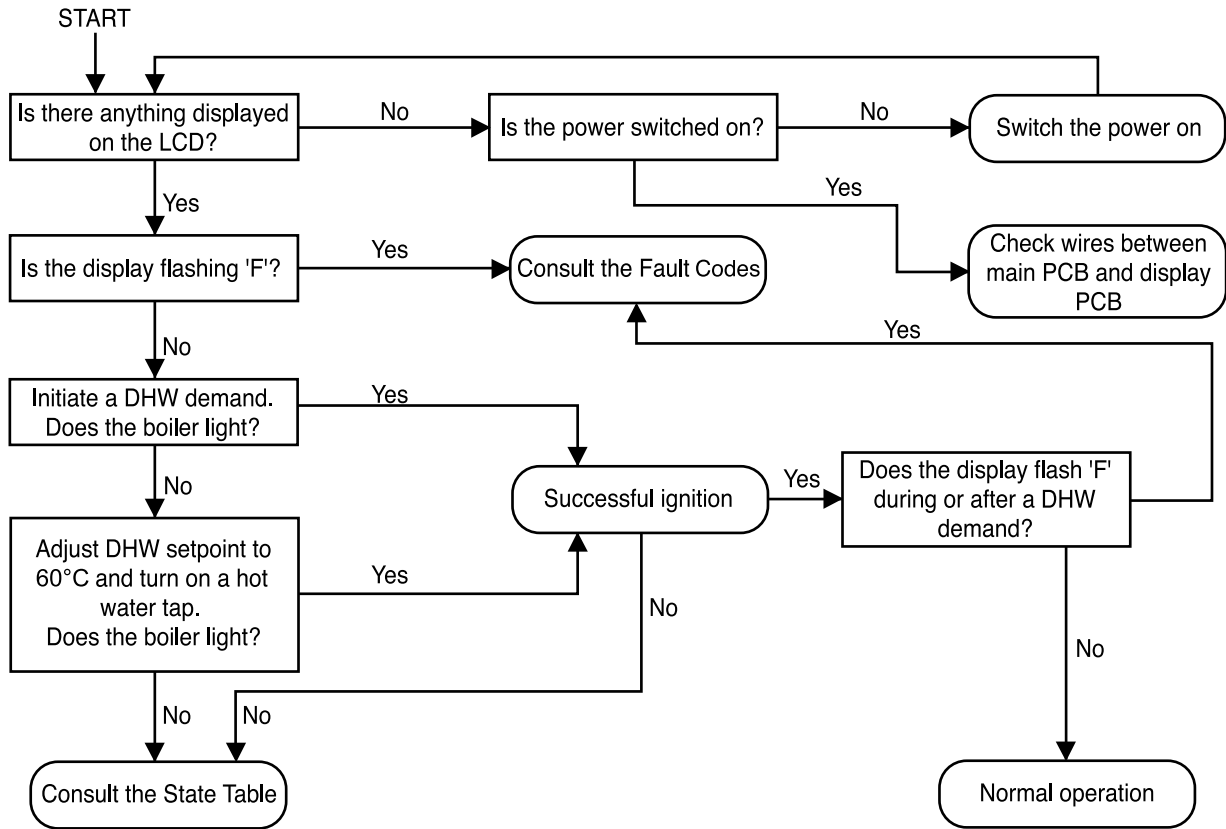 START
Is there anything displayed
on the LCD?
No
Is the power switched on?
No
Switch the power on
Yes
Yes
Check wires between
main PCB and display
PCB
Is the display flashing 'F'?
Yes
Consult the Fault Codes
No
Yes
Initiate a DHW demand.
Does the boiler light?
Yes
No
Successful ignition
Yes
Does the display flash 'F'
during or after a DHW
demand?
Adjust DHW setpoint to
60°C and turn on a hot
water tap.
Does the boiler light?
Yes
No
No
No
No
Consult the State Table
Normal operation